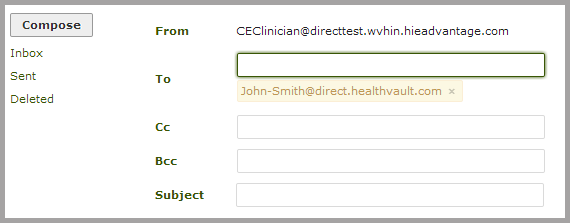 Compose
Inbox
Sent
Deleted
From CEClinician@directtest.wvhin.hieadvantage.com
To
John-Smith@direct.healthvault.com ×
Cc
Bcc
Subject